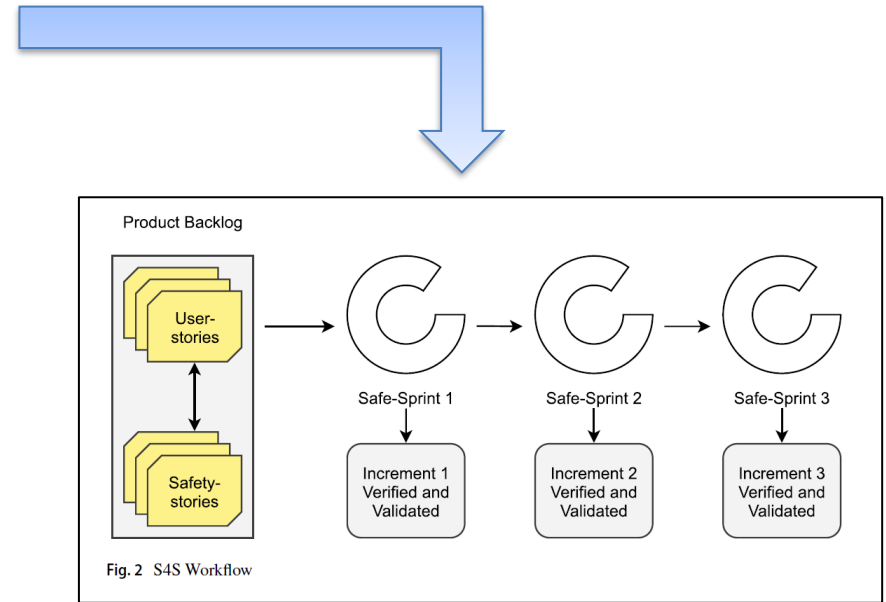 Product Backlog
User-
stories
Safety-
stories
Safe-Sprint 1
Safe-Sprint 2
Safe-Sprint 3
Increment 1
Verified and
Validated
Increment 2
Verified and
Validated
Increment 3
Verified and
Validated
Fig. 2 S4S Workflow